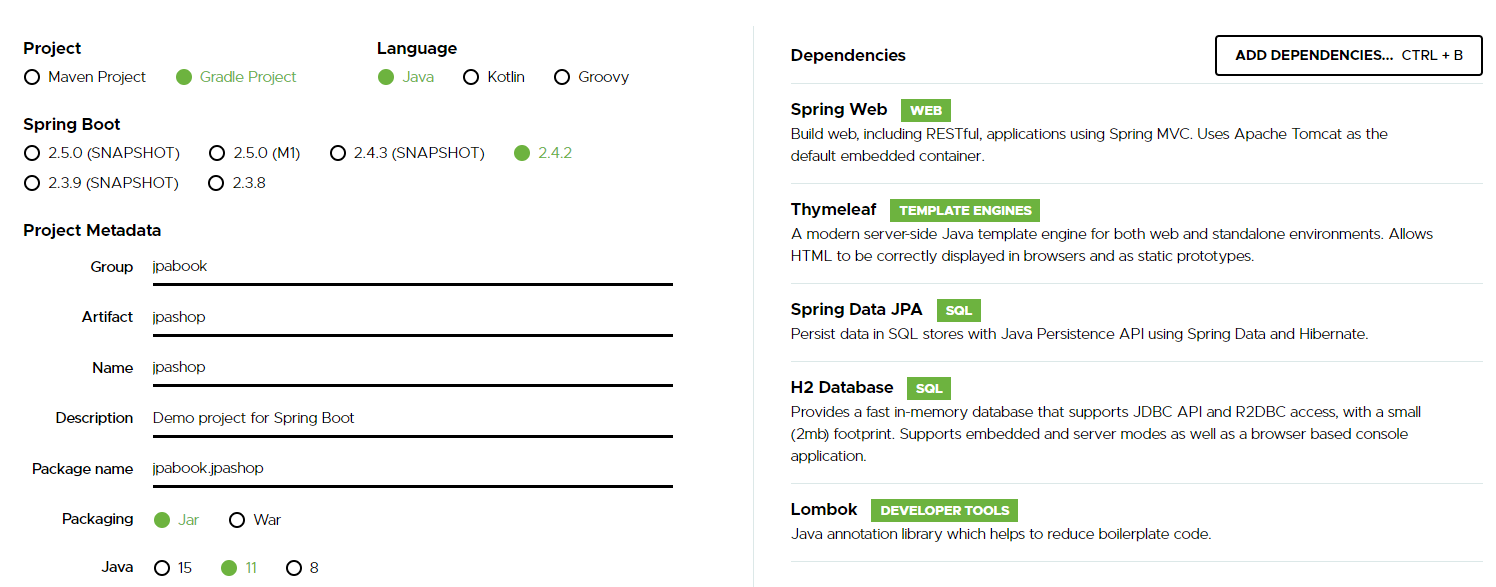 Project
Maven Project Gradle Project
Language
Java Kotlin Groovy
Spring Boot
2.5.0 (SNAPSHOT) 2.5.0 (M1) 2.4.3 (SNAPSHOT) 2.4.2
2.3.9 (SNAPSHOT) 2.3.8
Project Metadata
Group jpabook
Artifact jpashop
Name jpashop
Description Demo project for Spring Boot
Package name jpabook.jpashop
Packaging Jar War
Java 15 11 8
Dependencies ADD DEPENDENCIES... CTRL + B
Spring Web WEB
Build web, including RESTful, applications using Spring MVC. Uses Apache Tomcat as the
default embedded container.
Thymeleaf TEMPLATE ENGINES
A modern server-side Java template engine for both web and standalone environments. Allows
HTML to be correctly displayed in browsers and as static prototypes.
Spring Data JPA SQL
Persist data in SQL stores with Java Persistence API using Spring Data and Hibernate.
H2 Database SQL
Provides a fast in-memory database that supports JDBC API and R2DBC access, with a small
(2mb) footprint. Supports embedded and server modes as well as a browser based console
application.
Lombok DEVELOPER TOOLS
Java annotation library which helps to reduce boilerplate code.